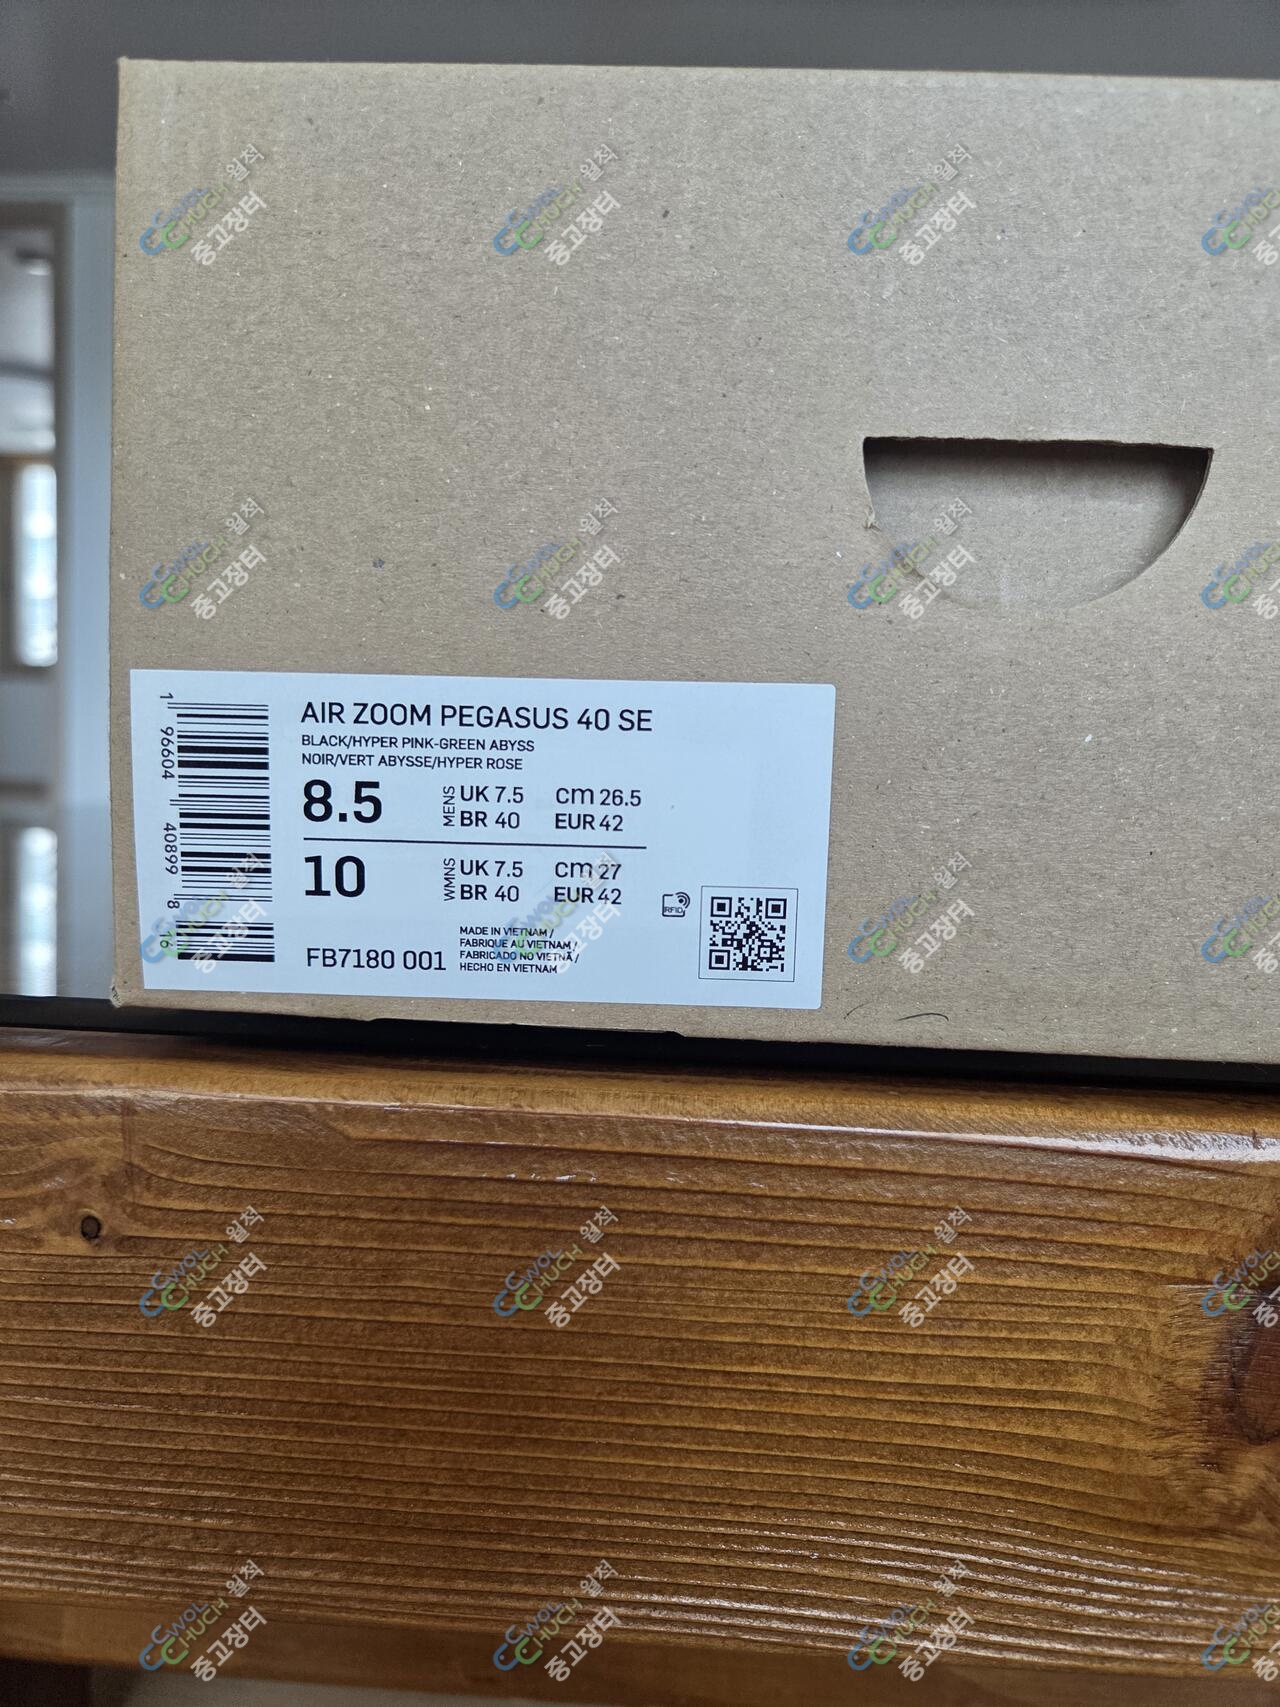 AIR ZOOM PEGASUS 40 SE
BLACK/HYPER PINK-GREEN ABYSS
NOIR/VERT ABYSSE/HYPER ROSE
8.5
MENS
UK 7.5 cm 26.5
BR 40 EUR 42
10
WMNS
UK 7.5 cm 27
BR 40 EUR 42
RFID
FB7180 001
MADE IN VIETNAM /
FABRIQUE AU VIETNAM /
FABRICADO NO VIETNÃ /
HECHO EN VIETNAM
1 96604 40899 8 16
CWOL
CHUCH 월척
중고장터